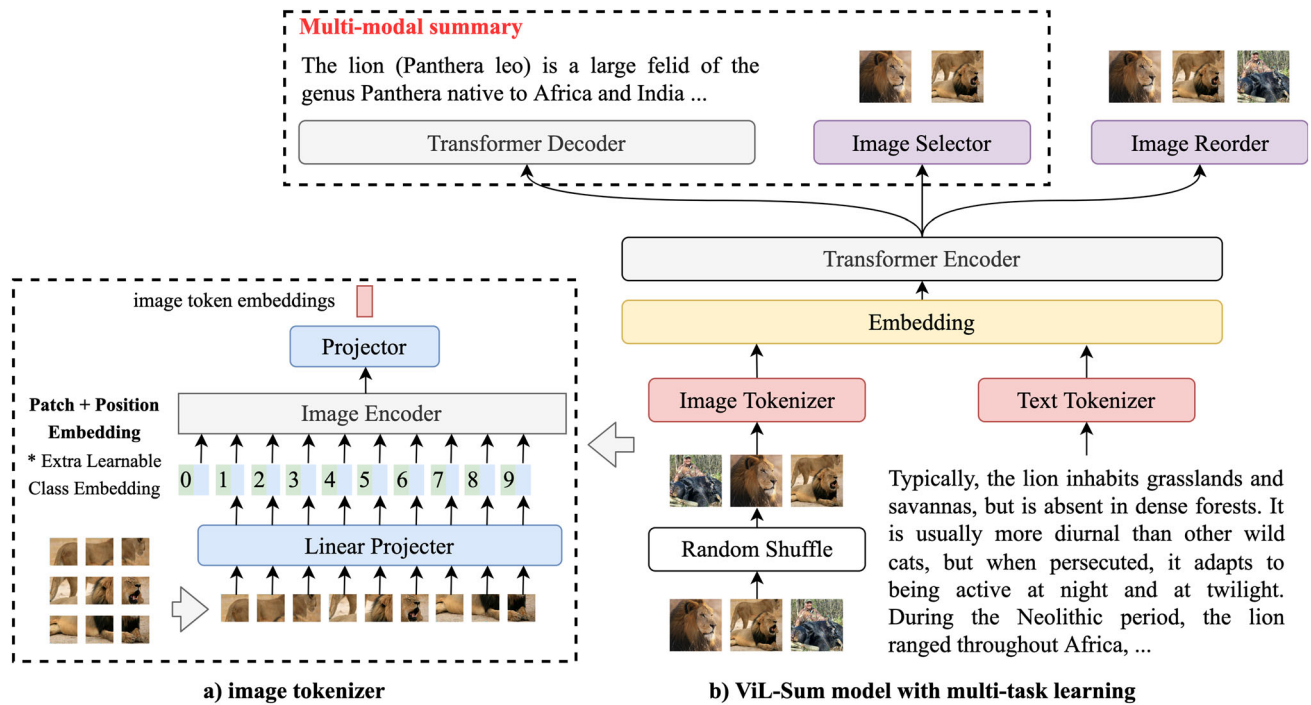 Multi-modal summary
The lion (Panthera leo) is a large felid of the
genus Panthera native to Africa and India ...
Transformer Decoder
Image Selector
Image Reorder
Transformer Encoder
Embedding
Image Tokenizer
Text Tokenizer
Random Shuffle
Typically, the lion inhabits grasslands and
savannas, but is absent in dense forests. It
is usually more diurnal than other wild
cats, but when persecuted, it adapts to
being active at night and at twilight.
During the Neolithic period, the lion
ranged throughout Africa, ...
image token embeddings
Projector
Image Encoder
Patch + Position
Embedding
* Extra Learnable
Class Embedding
0 1 2 3 4 5 6 7 8 9
Linear Projecter
a) image tokenizer
b) ViL-Sum model with multi-task learning